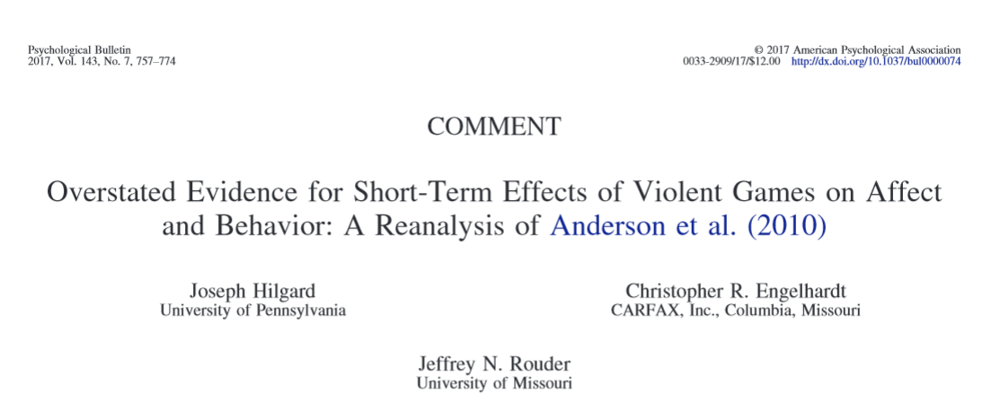 Psychological Bulletin
2017, Vol. 143, No. 7, 757–774
© 2017 American Psychological Association
0033-2909/17/$12.00 http://dx.doi.org/10.1037/bul0000074
COMMENT
Overstated Evidence for Short-Term Effects of Violent Games on Affect
and Behavior: A Reanalysis of Anderson et al. (2010)
Joseph Hilgard
University of Pennsylvania
Christopher R. Engelhardt
CARFAX, Inc., Columbia, Missouri
Jeffrey N. Rouder
University of Missouri